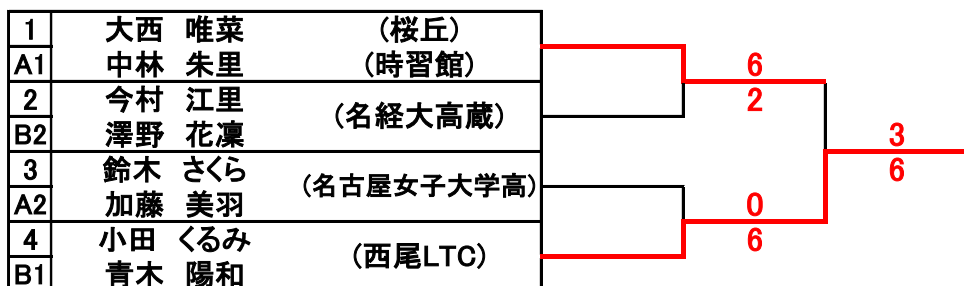 1 大西 唯菜 (桜丘)
A1 中林 朱里 (時習館)
2 今村 江里
B2 澤野 花凜
(名経大高蔵)
3 鈴木 さくら
A2 加藤 美羽
(名古屋女子大学高)
4 小田 くるみ
B1 青木 陽和
(西尾LTC)
6
2
3
6
0
6